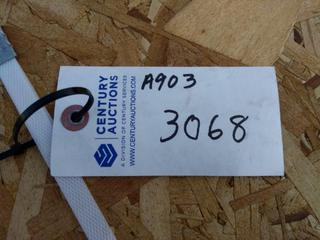 CENTURY
AUCTIONS
A DIVISION OF CENTURY SERVICES
WWW.CENTURYAUCTIONS.COM
A903
3068